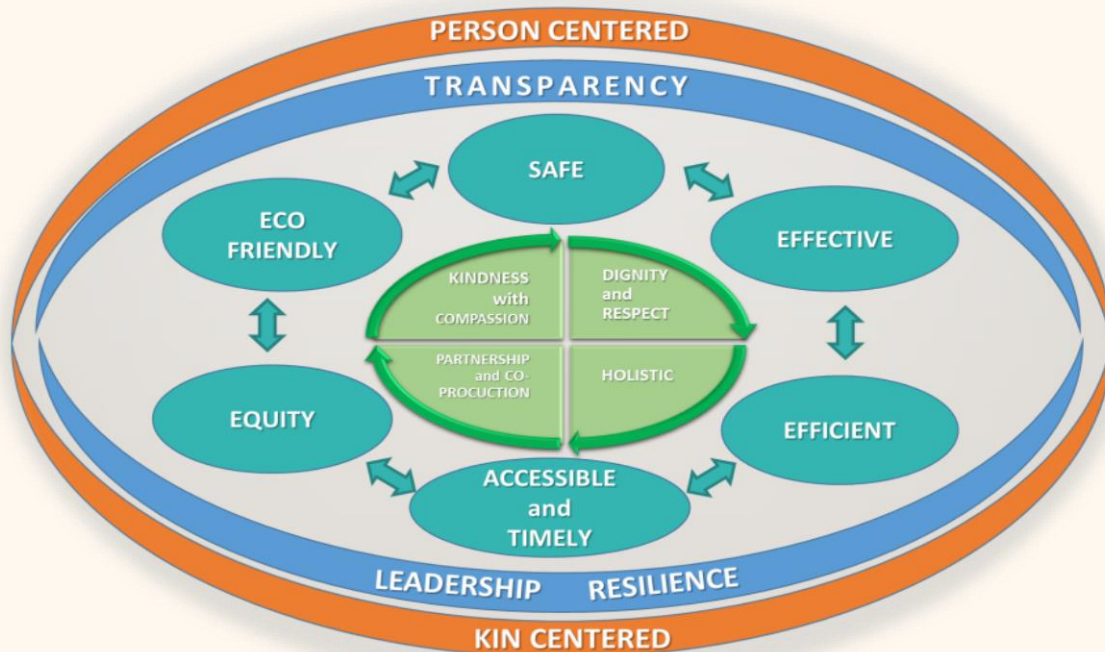 PERSON CENTERED
TRANSPARENCY
SAFE
ECO
FRIENDLY
EFFECTIVE
KINDNESS
with
COMPASSION
DIGNITY
and
RESPECT
PARTNERSHIP
and CO-
PROCUCTION
HOLISTIC
EQUITY
EFFICIENT
ACCESSIBLE
and
TIMELY
LEADERSHIP RESILIENCE
KIN CENTERED